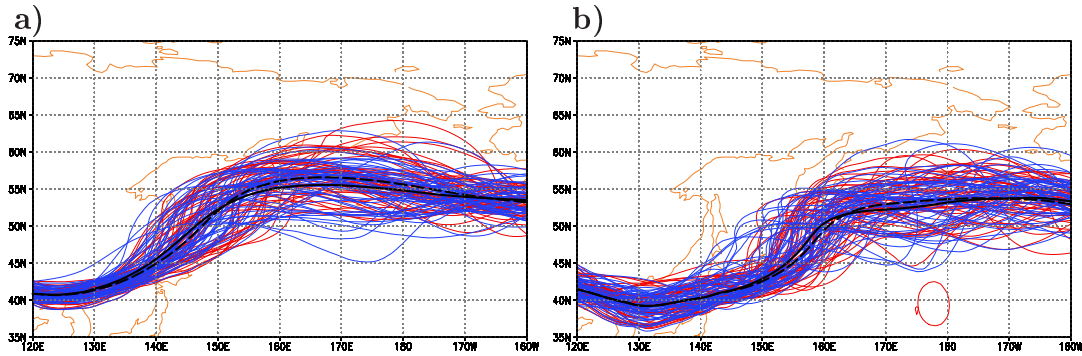 a) b)
75N 75N
70N 70N
65N 65N
60N 60N
55N 55N
50N 50N
45N 45N
40N 40N
35N 35N
120E 130E 140E 150E 160E 170E 180 170W 160W 120E 130E 140E 150E 160E 170E 180 170W 160W